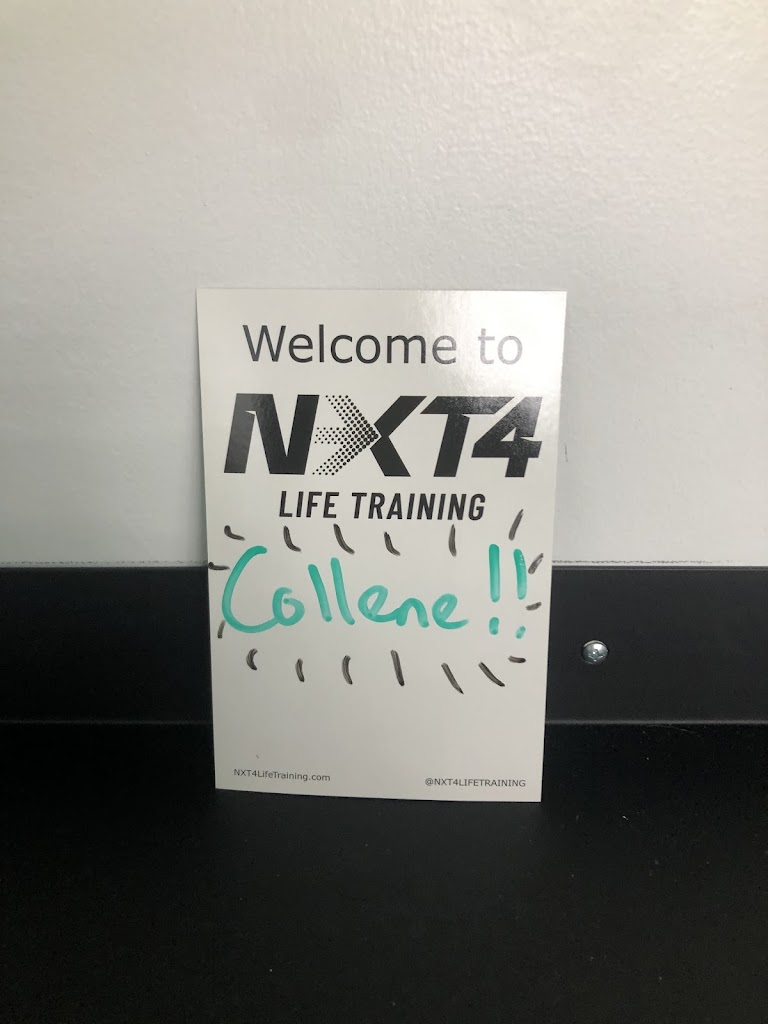 Welcome to
NXT4
LIFE TRAINING
Collene!!
NXT4LifeTraining.com
@NXT4LIFETRAINING